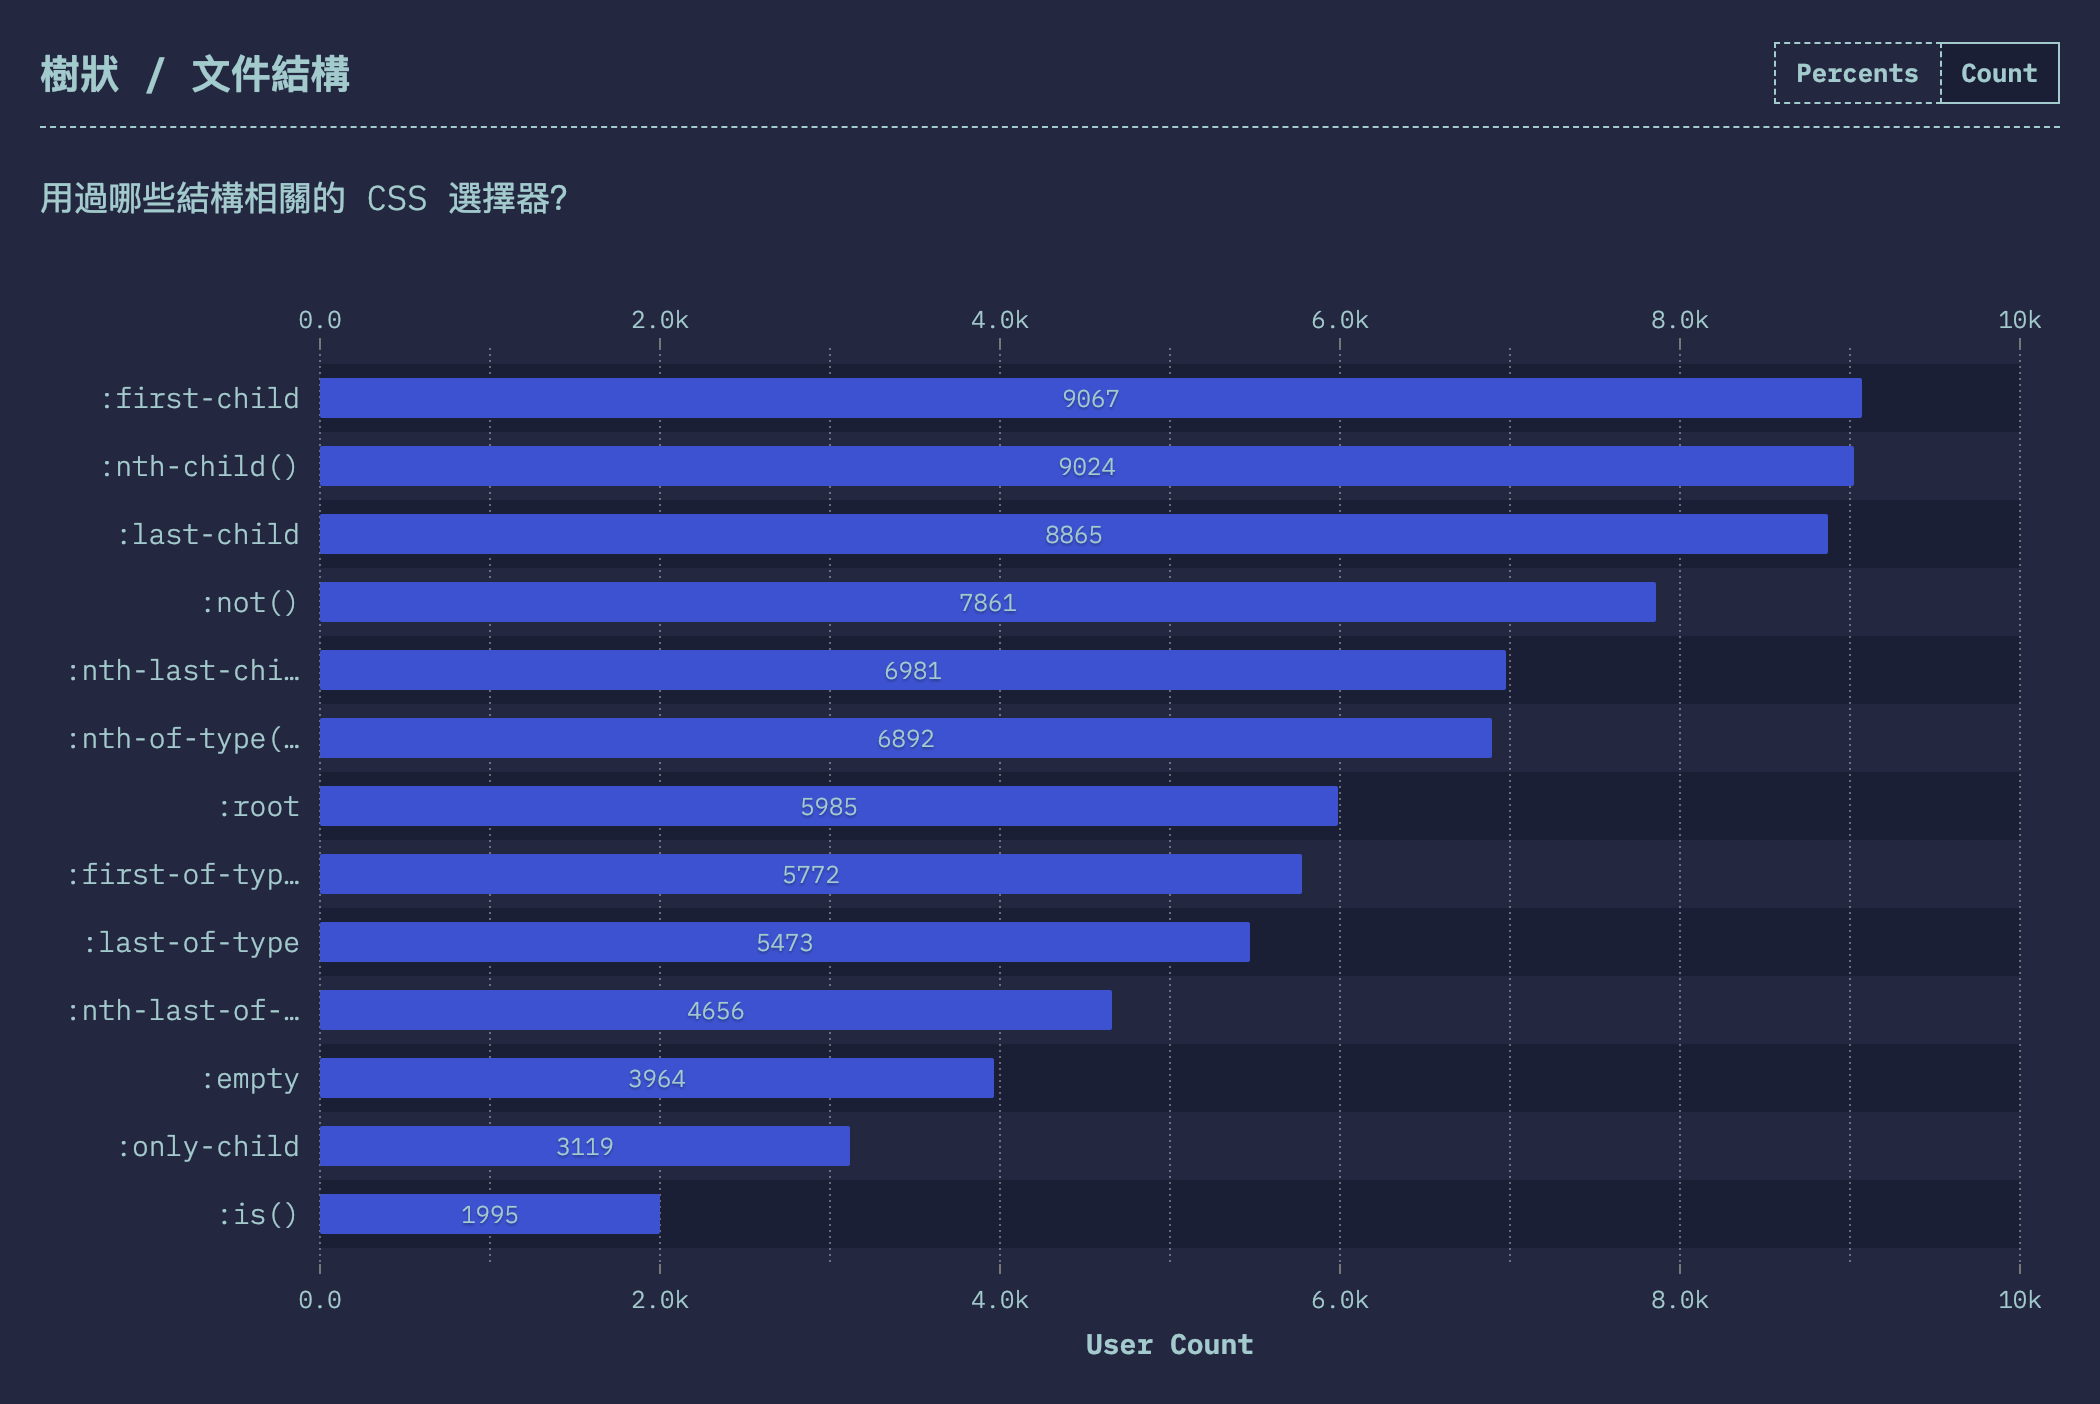 樹狀 / 文件結構
Percents Count
用過哪些結構相關的 CSS 選擇器?
0.0 2.0k 4.0k 6.0k 8.0k 10k
:first-child 9067
:nth-child() 9024
:last-child 8865
:not() 7861
:nth-last-chi… 6981
:nth-of-type(… 6892
:root 5985
:first-of-typ… 5772
:last-of-type 5473
:nth-last-of-… 4656
:empty 3964
:only-child 3119
:is() 1995
0.0 2.0k 4.0k 6.0k 8.0k 10k
User Count